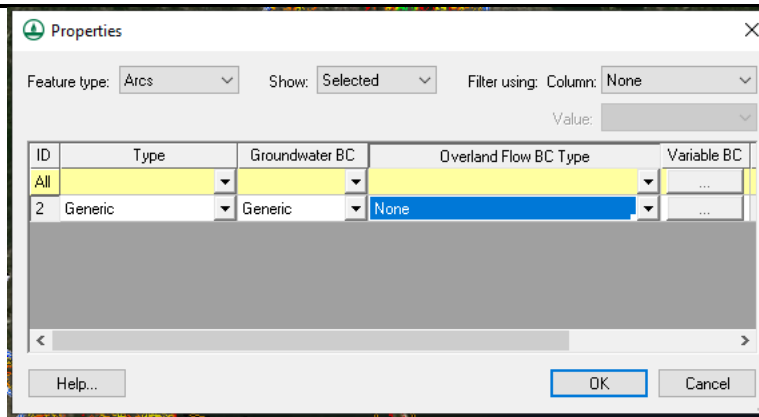 Properties
Feature type: Arcs Show: Selected Filter using: Column: None
Value:
ID Type Groundwater BC Overland Flow BC Type Variable BC
All ...
2 Generic Generic None ...
Help... OK Cancel